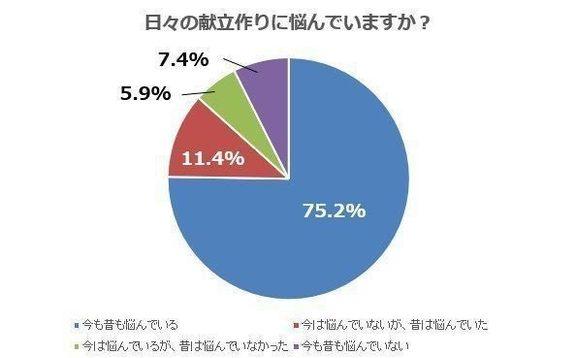 日々の献立作りに悩んでいますか？
7.4%
5.9%
11.4%
75.2%
今も昔も悩んでいる 今は悩んでいないが、昔は悩んでいた
今は悩んでいるが、昔は悩んでいなかった 今も昔も悩んでいない